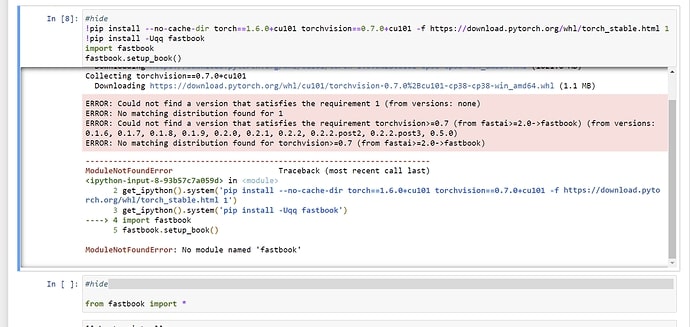 In [8]: #hide
!pip install --no-cache-dir torch==1.6.0+cu101 torchvision==0.7.0+cu101 -f https://download.pytorch.org/whl/torch_stable.html 1
!pip install -Uqq fastbook
import fastbook
fastbook.setup_book()
Collecting torchvision==0.7.0+cu101
Downloading https://download.pytorch.org/whl/cu101/torchvision-0.7.0%2Bcu101-cp38-cp38-win_amd64.whl (1.1 MB)
ERROR: Could not find a version that satisfies the requirement 1 (from versions: none)
ERROR: No matching distribution found for 1
ERROR: Could not find a version that satisfies the requirement torchvision>=0.7 (from fastai>=2.0->fastbook) (from versions:
0.1.6, 0.1.7, 0.1.8, 0.1.9, 0.2.0, 0.2.1, 0.2.2, 0.2.2.post2, 0.2.2.post3, 0.5.0)
ERROR: No matching distribution found for torchvision>=0.7 (from fastai>=2.0->fastbook)
---------------------------------------------------------------------------
ModuleNotFoundError Traceback (most recent call last)
<ipython-input-8-93b57c7a059d> in <module>
2 get_ipython().system('pip install --no-cache-dir torch==1.6.0+cu101 torchvision==0.7.0+cu101 -f https://download.pyto
rch.org/whl/torch_stable.html 1')
3 get_ipython().system('pip install -Uqq fastbook')
----> 4 import fastbook
5 fastbook.setup_book()
ModuleNotFoundError: No module named 'fastbook'
In [ ]: #hide
from fastbook import *